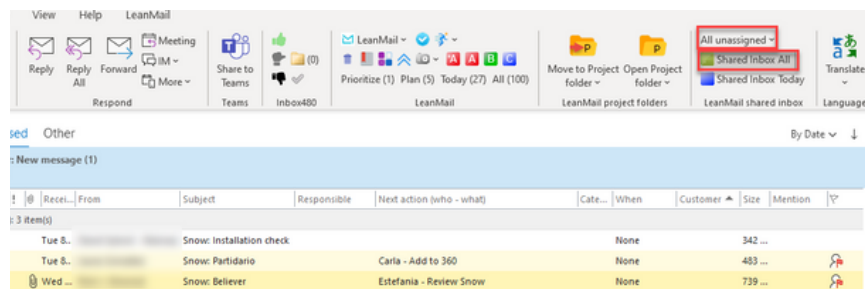 View Help LeanMail
Meeting LeanMail All unassigned
IM (0) Shared Inbox All
Reply Reply Forward More Share to Prioritize (1) Plan (5) Today (27) All (100) Move to Project Open Project Shared Inbox Today Translate
All Teams folder folder
Respond Teams Inbox480 LeanMail LeanMail project folders LeanMail shared inbox Language
sed Other By Date
: New message (1)
! Recei... From Subject Responsible Next action (who - what) Cate... When Customer Size Mention
: 3 item(s)
Tue 8.. Snow: Installation check None 342 ...
Tue 8.. Snow: Partidario Carla - Add to 360 None 483 ...
Wed ... Snow: Believer Estefania - Review Snow None 739 ...